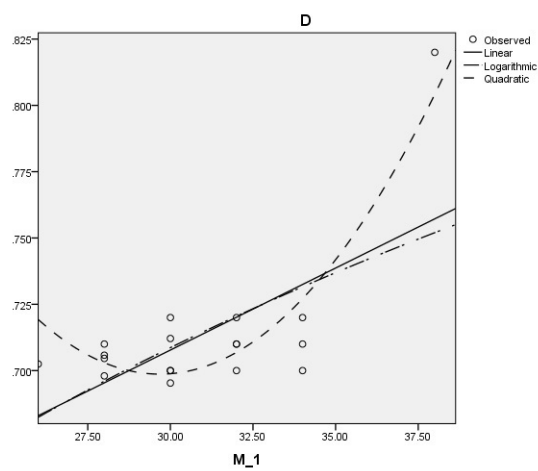 D
.825
.800
.775
.750
.725
.700
27.50 30.00 32.50 35.00 37.50
M_1
Observed
Linear
Logarithmic
Quadratic